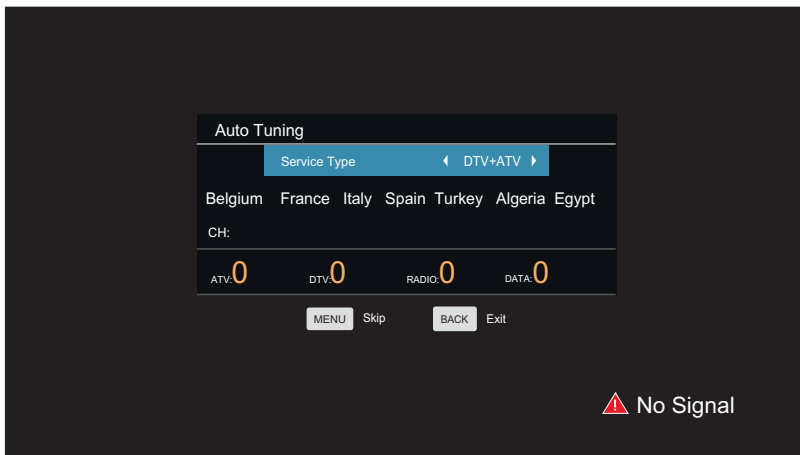 Auto Tuning
Service Type DTV+ATV
Belgium France Italy Spain Turkey Algeria Egypt
CH:
ATV:0 DTV:0 RADIO:0 DATA:0
MENU Skip BACK Exit
No Signal